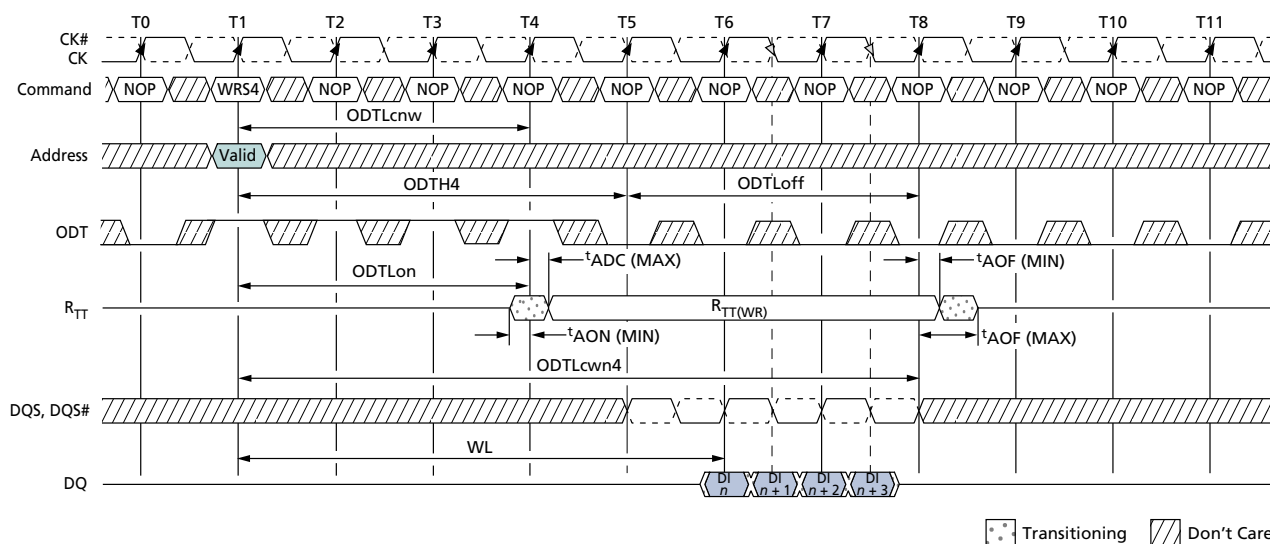 T0 T1 T2 T3 T4 T5 T6 T7 T8 T9 T10 T11
CK#
CK
Command NOP WRS4 NOP NOP NOP NOP NOP NOP NOP NOP NOP NOP
ODTLcnw
Address Valid
ODTH4 ODTLoff
ODT
tADC (MAX) tAOF (MIN)
ODTLon
RTT RTT(WR)
tAON (MIN) tAOF (MAX)
ODTLcwn4
DQS, DQS#
WL
DQ DI n DI n + 1 DI n + 2 DI n + 3
Transitioning Don't Care